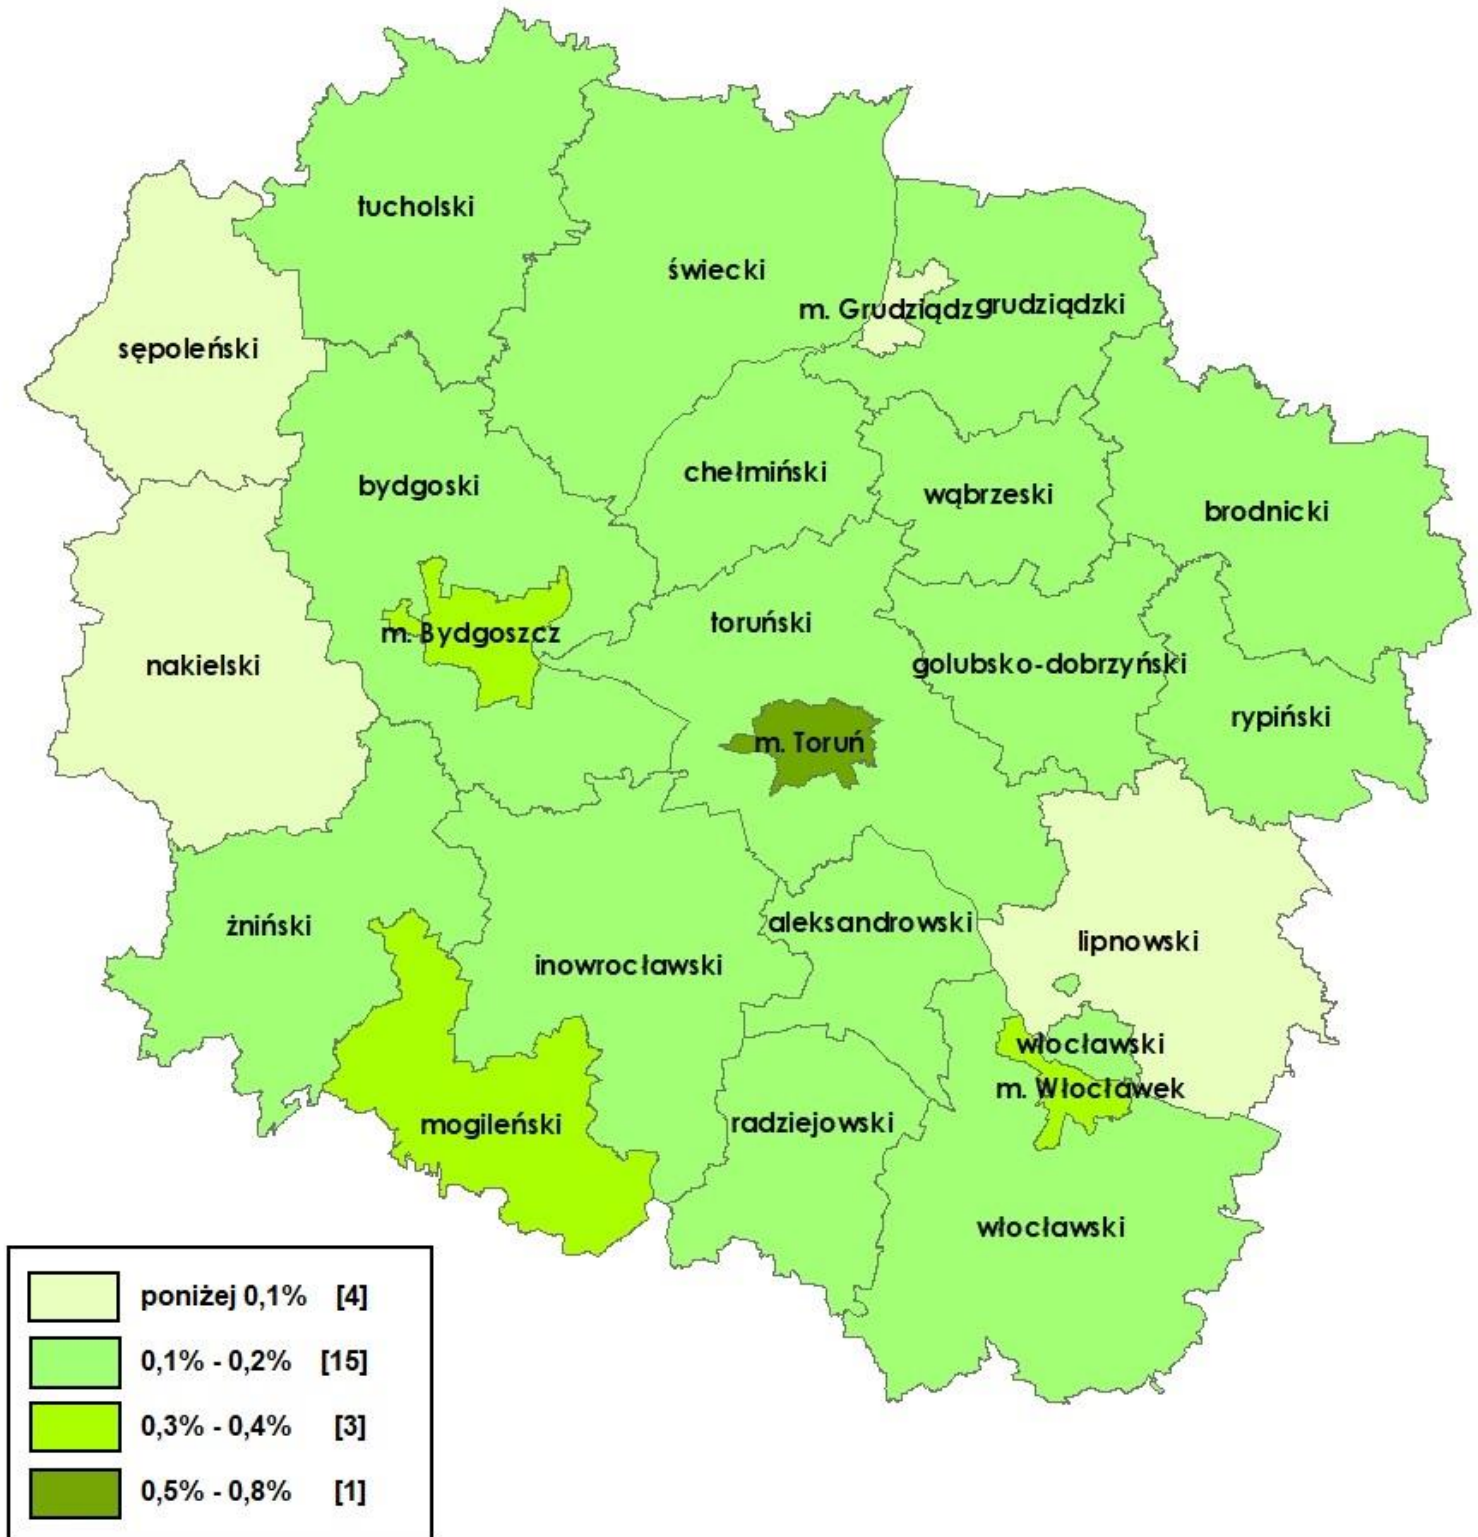 tucholski
świecki
m. Grudziądz
grudziądzki
sępoleński
bydgoski
chełmiński
wąbrzeski
brodnicki
m. Bydgoszcz
toruński
nakielski
golubsko-dobrzyński
rypiński
m. Toruń
żniński
aleksandrowski
lipnowski
inowrocławski
włocławski
m. Włocławek
mogileński
radziejowski
włocławski
poniżej 0,1% [4]
0,1% - 0,2% [15]
0,3% - 0,4% [3]
0,5% - 0,8% [1]